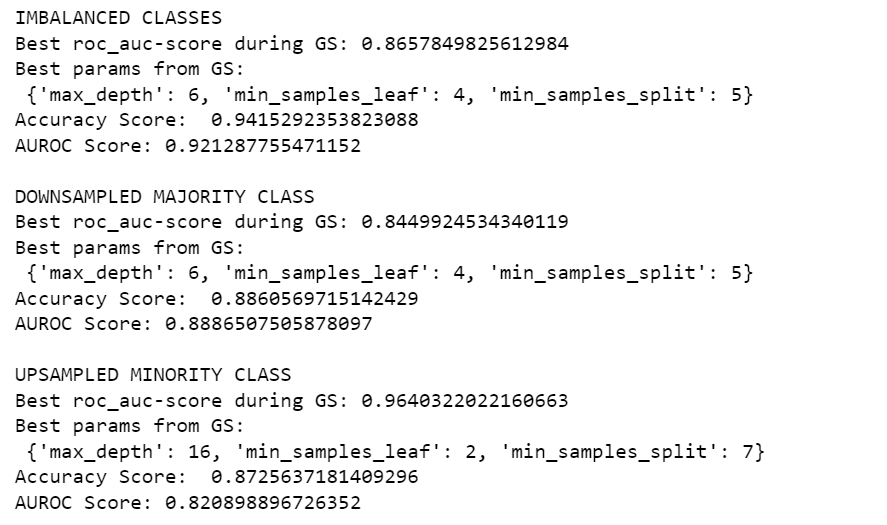 IMBALANCED CLASSES
Best roc_auc-score during GS: 0.8657849825612984
Best params from GS:
{'max_depth': 6, 'min_samples_leaf': 4, 'min_samples_split': 5}
Accuracy Score:  0.9415292353823088
AUROC Score: 0.921287755471152
DOWNSAMPLED MAJORITY CLASS
Best roc_auc-score during GS: 0.8449924534340119
Best params from GS:
{'max_depth': 6, 'min_samples_leaf': 4, 'min_samples_split': 5}
Accuracy Score:  0.8860569715142429
AUROC Score: 0.8886507505878097
UPSAMPLED MINORITY CLASS
Best roc_auc-score during GS: 0.9640322022160663
Best params from GS:
{'max_depth': 16, 'min_samples_leaf': 2, 'min_samples_split': 7}
Accuracy Score:  0.8725637181409296
AUROC Score: 0.820898896726352